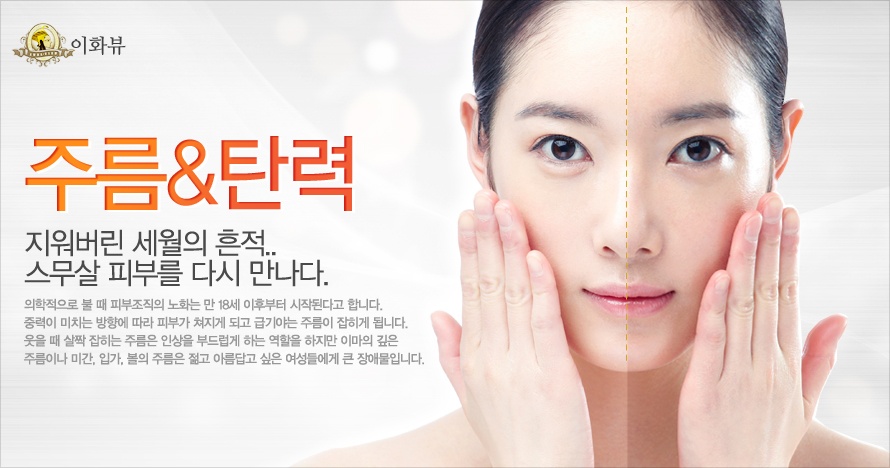 이화뷰
주름&탄력
지워버린 세월의 흔적..
스무살 피부를 다시 만나다.
의학적으로 볼 때 피부조직의 노화는 만 18세 이후부터 시작된다고 합니다.
중력이 미치는 방향에 따라 피부가 쳐지게 되고 급기야는 주름이 잡히게 됩니다.
웃을 때 살짝 잡히는 주름은 인상을 부드럽게 하는 역할을 하지만 이마의 깊은
주름이나 미간, 입가, 볼의 주름은 젊고 아름답고 싶은 여성들에게 큰 장애물입니다.